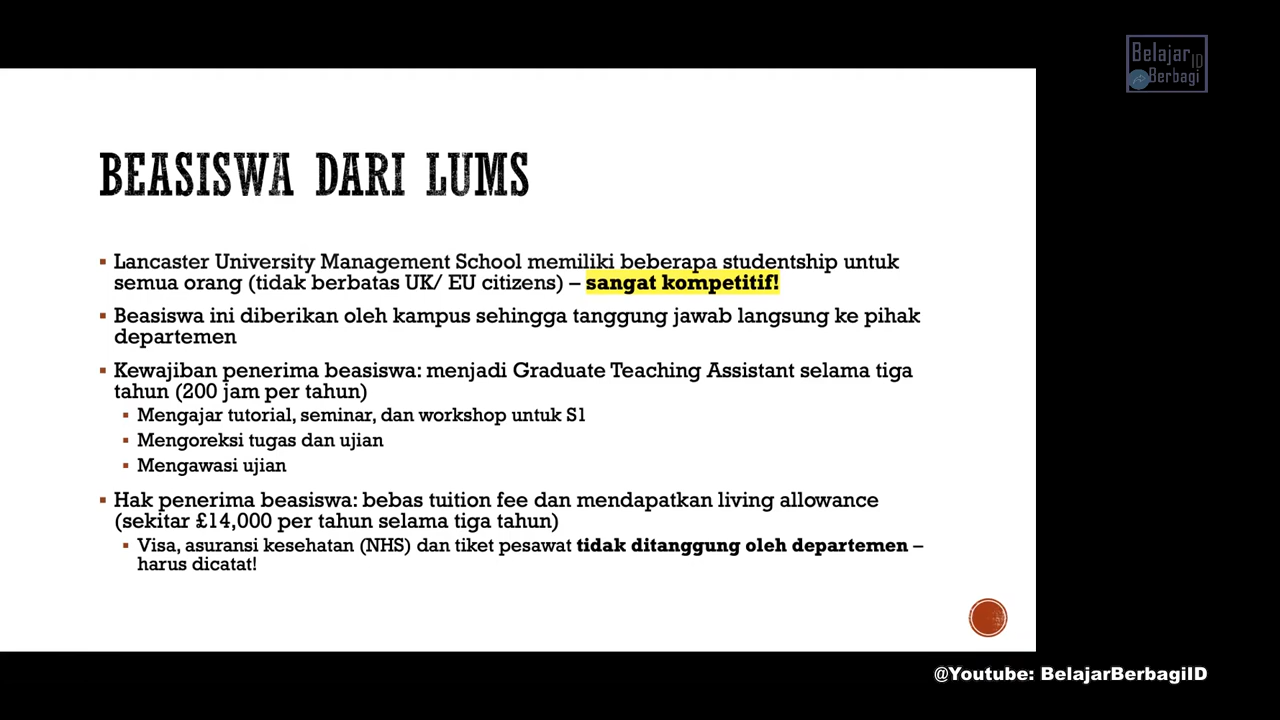 Belajar ID
Berbagi
BEASISWA DARI LUMS
▪ Lancaster University Management School memiliki beberapa studentship untuk
semua orang (tidak berbatas UK/ EU citizens) – sangat kompetitif!
▪ Beasiswa ini diberikan oleh kampus sehingga tanggung jawab langsung ke pihak
departemen
▪ Kewajiban penerima beasiswa: menjadi Graduate Teaching Assistant selama tiga
tahun (200 jam per tahun)
▪ Mengajar tutorial, seminar, dan workshop untuk S1
▪ Mengoreksi tugas dan ujian
▪ Mengawasi ujian
▪ Hak penerima beasiswa: bebas tuition fee dan mendapatkan living allowance
(sekitar £14,000 per tahun selama tiga tahun)
▪ Visa, asuransi kesehatan (NHS) dan tiket pesawat tidak ditanggung oleh departemen –
harus dicatat!
@Youtube: BelajarBerbagiID